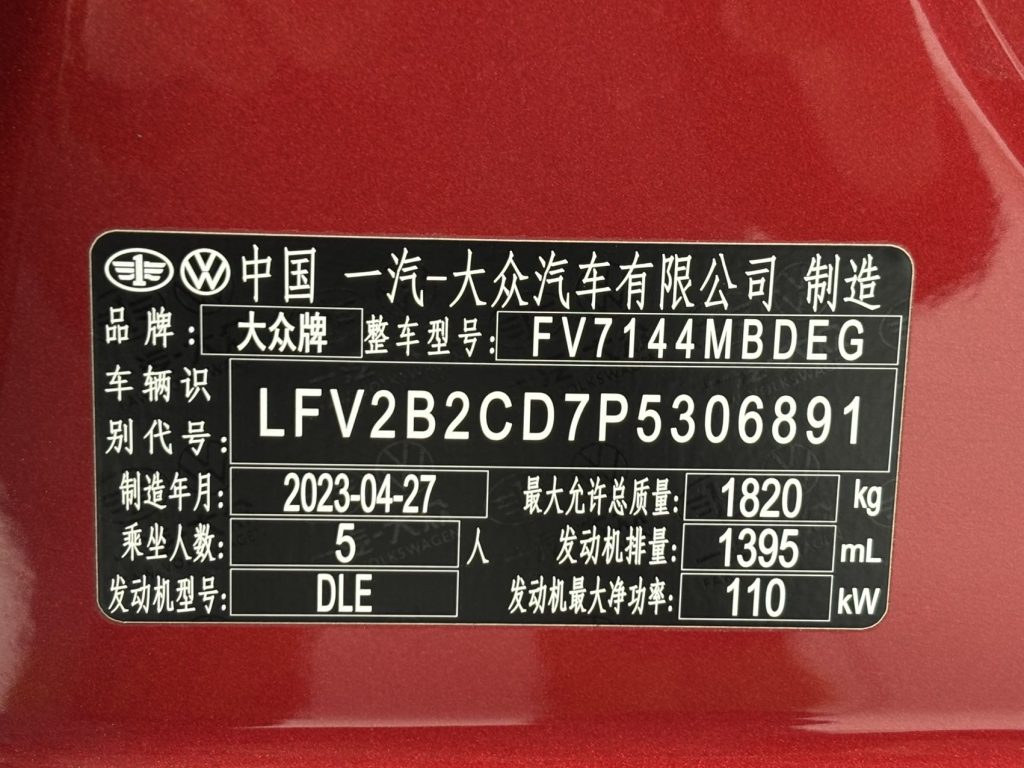 中国 一汽-大众汽车有限公司 制造
品牌: 大众牌 整车型号: FV7144MBDEG
车辆识
别代号: LFV2B2CD7P5306891
制造年月: 2023-04-27 最大允许总质量: 1820 kg
乘坐人数: 5 人 发动机排量: 1395 mL
发动机型号: DLE 发动机最大净功率: 110 kW